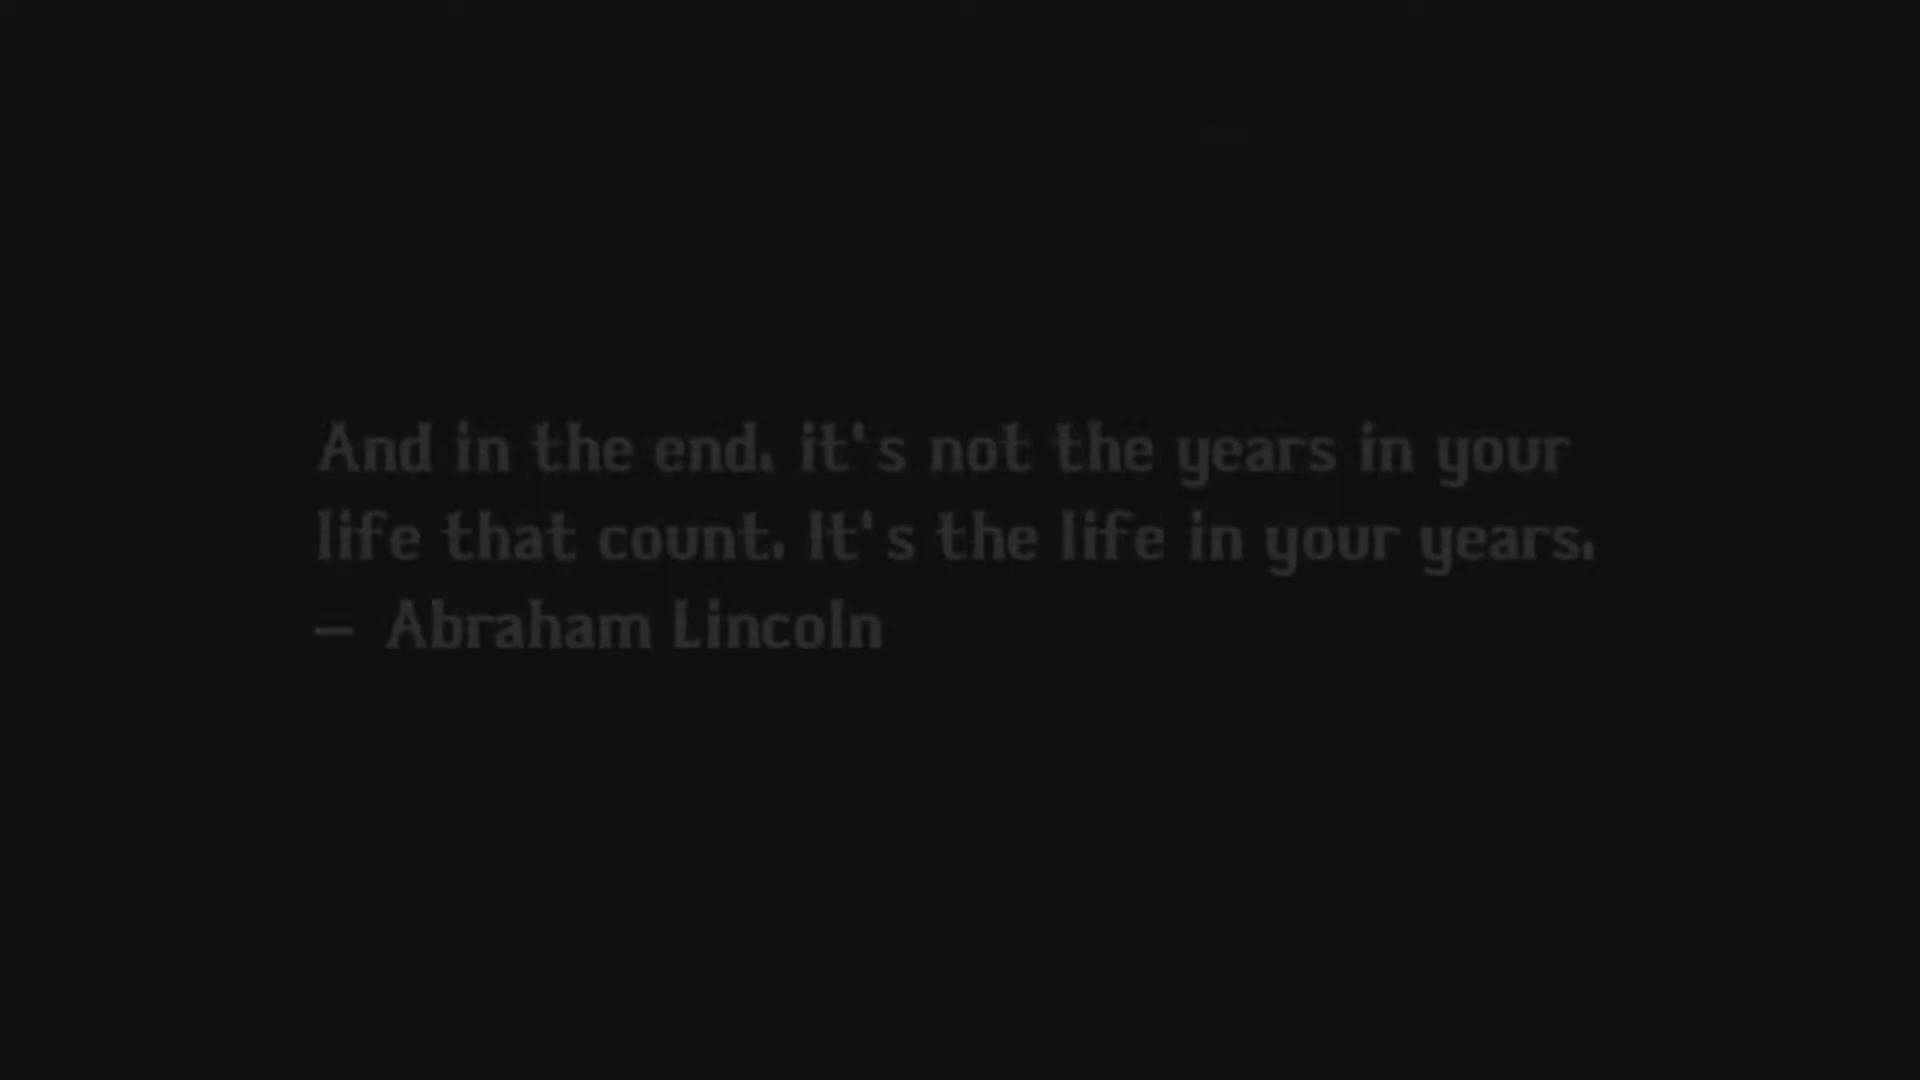 And in the end, it's not the years in your
life that count. It's the life in your years.
— Abraham Lincoln